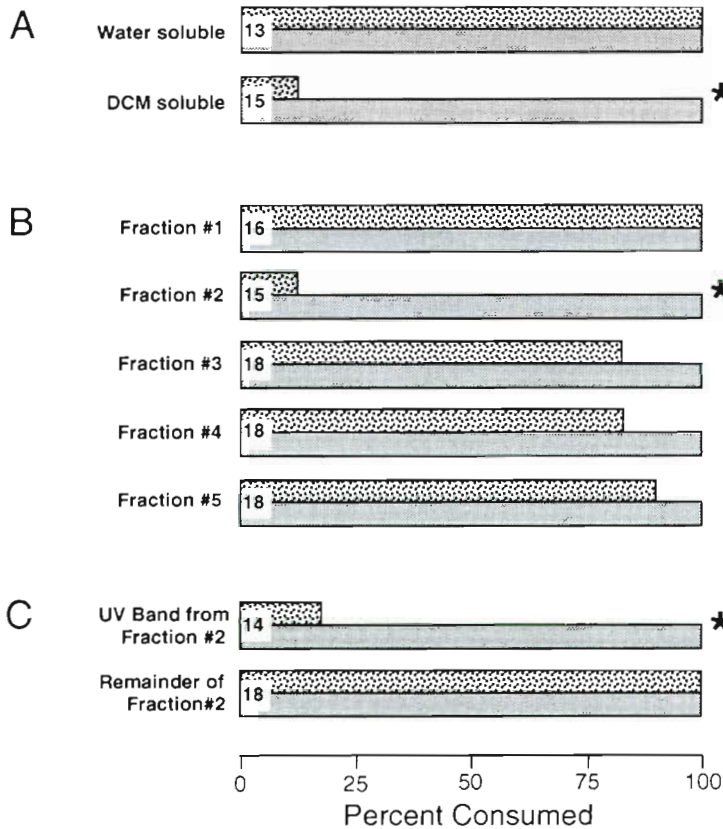 A
Water soluble 13
DCM soluble 15 *
B
Fraction #1 16
Fraction #2 15 *
Fraction #3 18
Fraction #4 18
Fraction #5 18
C
UV Band from
Fraction #2 14 *
Remainder of
Fraction#2 18
0 25 50 75 100
Percent Consumed